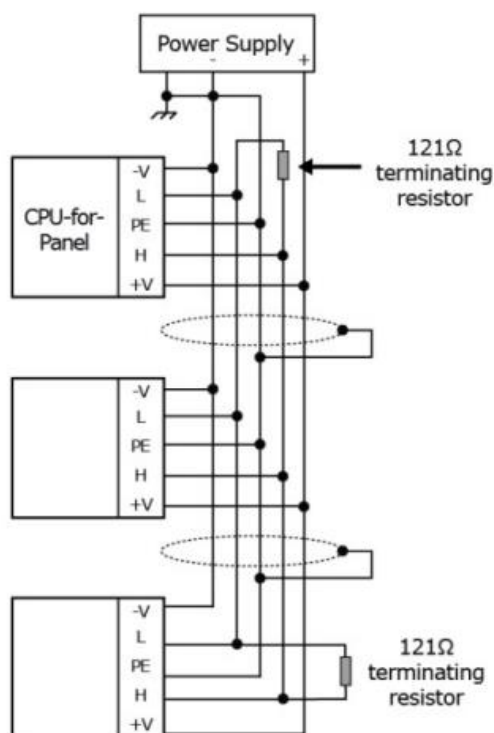 Power Supply
- +
121Ω
terminating
resistor
-V
L
CPU-for-
Panel
PE
H
+V
-V
L
PE
H
+V
-V
L
PE
H
+V
121Ω
terminating
resistor